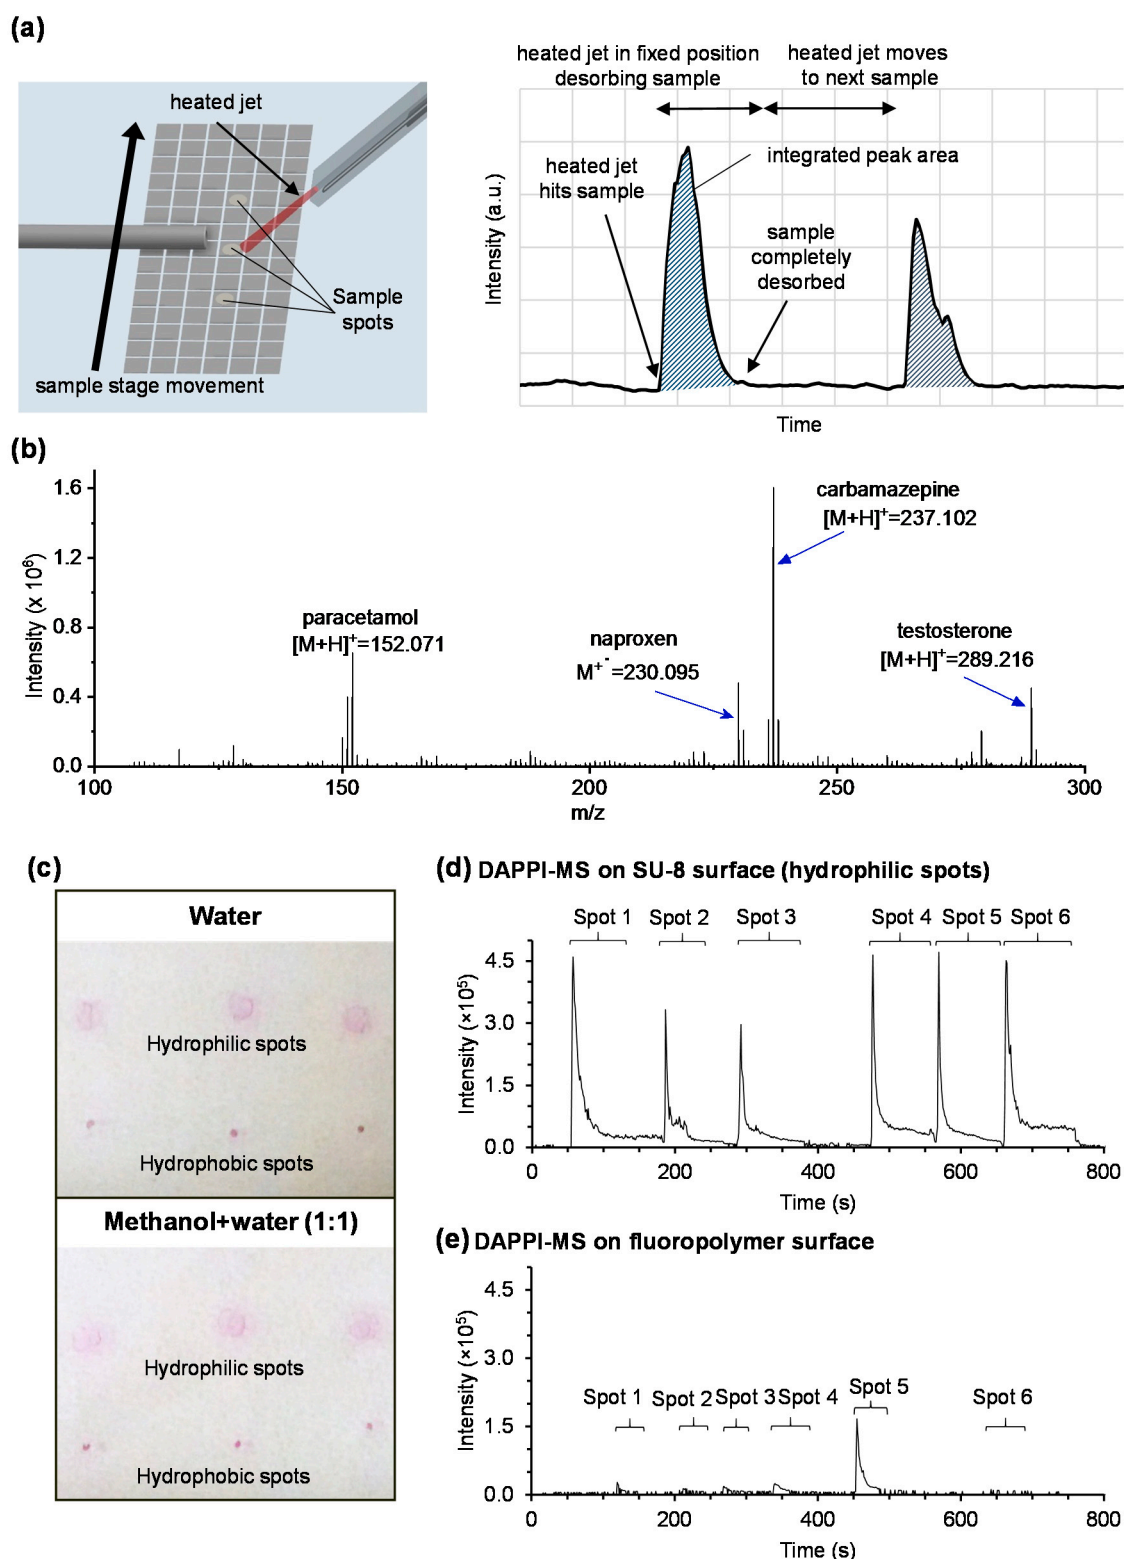 (a)
heated jet
Sample
spots
sample stage movement
heated jet in fixed position
desorbing sample
heated jet moves
to next sample
heated jet
hits sample
integrated peak area
sample
completely
desorbed
Intensity (a.u.)
Time
(b)
Intensity (x 10⁶)
1.6
1.2
0.8
0.4
0.0
100
150
200
250
300
m/z
paracetamol
[M+H]⁺=152.071
naproxen
M⁺˙=230.095
carbamazepine
[M+H]⁺=237.102
testosterone
[M+H]⁺=289.216
(c)
Water
Hydrophilic spots
Hydrophobic spots
Methanol+water (1:1)
Hydrophilic spots
Hydrophobic spots
(d) DAPPI-MS on SU-8 surface (hydrophilic spots)
Spot 1
Spot 2
Spot 3
Spot 4
Spot 5
Spot 6
Intensity (×10⁵)
4.5
3.0
1.5
0.0
0
200
400
600
800
Time (s)
(e) DAPPI-MS on fluoropolymer surface
Intensity (×10⁵)
4.5
3.0
1.5
0.0
Spot 1
Spot 2
Spot 3
Spot 4
Spot 5
Spot 6
0
200
400
600
800
Time (s)